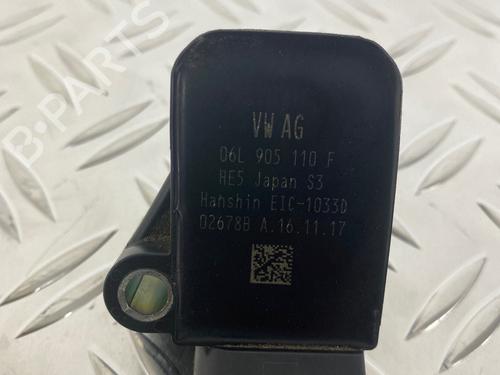 VW AG
06L 905 110 F
HE5 Japan S3
Hanshin EIC-1033D
02678B A.16.11.17
B-Parts